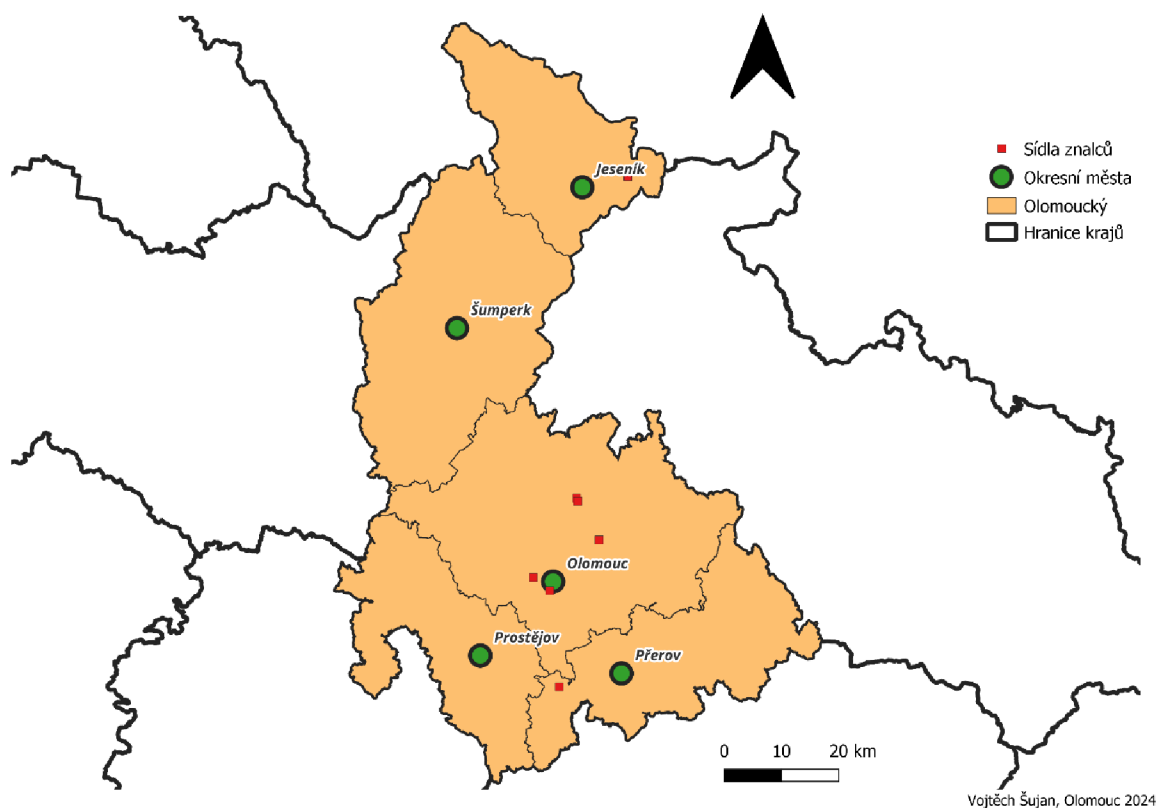 Jeseník
Šumperk
Olomouc
Prostějov
Přerov
Sídla znalců
Okresní města
Olomoucký
Hranice krajů
0 10 20 km
Vojtěch Šujan, Olomouc 2024